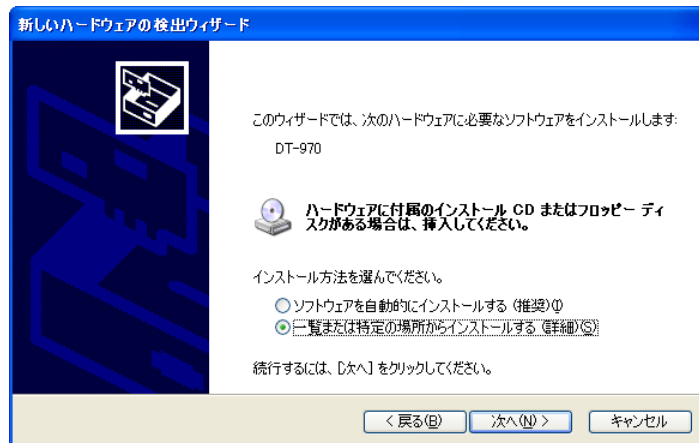 新しいハードウェアの検出ウィザード
このウィザードでは、次のハードウェアに必要なソフトウェアをインストールします:
DT-970
ハードウェアに付属のインストール CD またはフロッピー ディ
スクがある場合は、挿入してください。
インストール方法を選んでください。
ソフトウェアを自動的にインストールする (推奨)(I)
一覧または特定の場所からインストールする (詳細)(S)
続行するには、[次へ] をクリックしてください。
< 戻る(B)
次へ(N) >
キャンセル